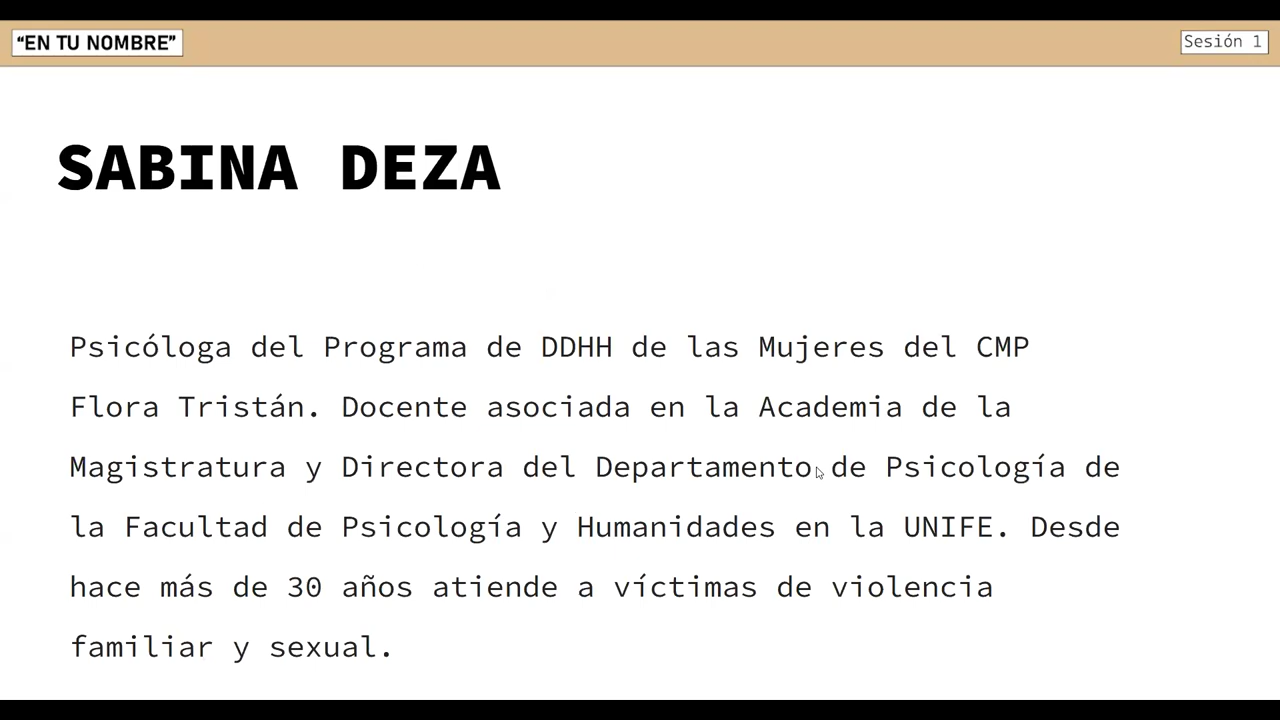 “EN TU NOMBRE”
Sesión 1
SABINA DEZA
Psicóloga del Programa de DDHH de las Mujeres del CMP
Flora Tristán. Docente asociada en la Academia de la
Magistratura y Directora del Departamento de Psicología de
la Facultad de Psicología y Humanidades en la UNIFE. Desde
hace más de 30 años atiende a víctimas de violencia
familiar y sexual.